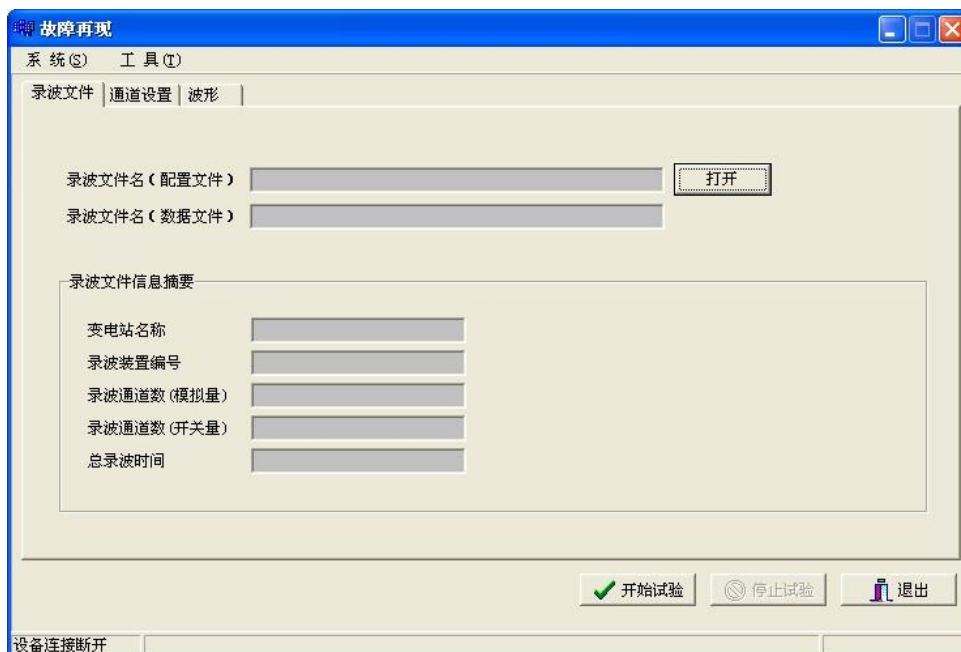 故障再现
系统(S) 工具(T)
录波文件 通道设置 波形
录波文件名(配置文件) 打开
录波文件名(数据文件)
录波文件信息摘要
变电站名称
录波装置编号
录波通道数(模拟量)
录波通道数(开关量)
总录波时间
开始试验 停止试验 退出
设备连接断开